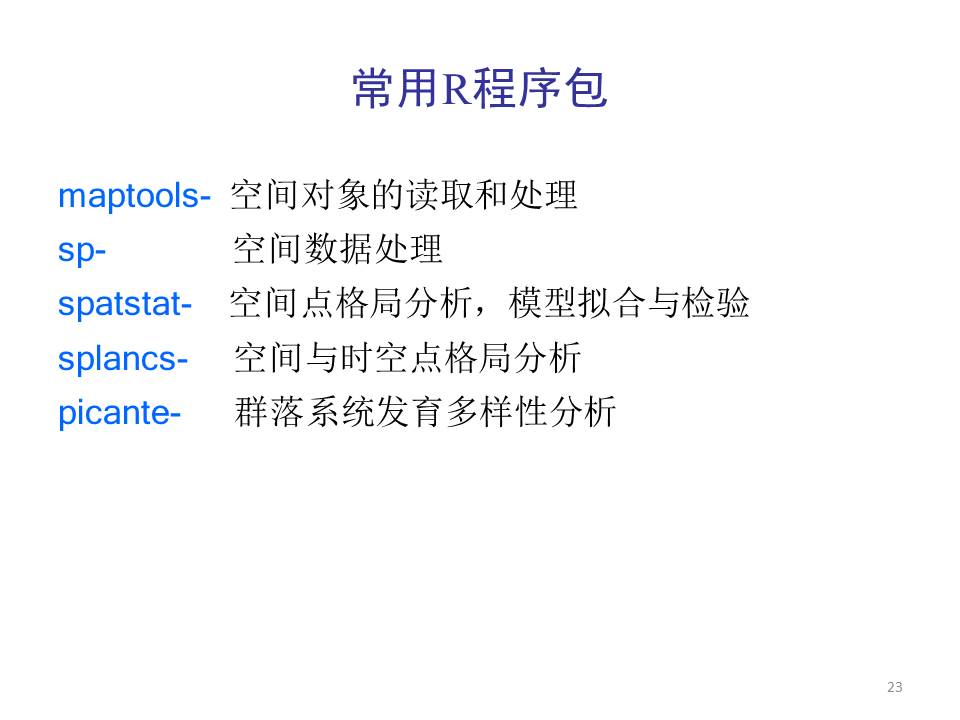 常用R程序包
maptools- 空间对象的读取和处理
sp- 空间数据处理
spatstat- 空间点格局分析，模型拟合与检验
splancs- 空间与时空点格局分析
picante- 群落系统发育多样性分析
23